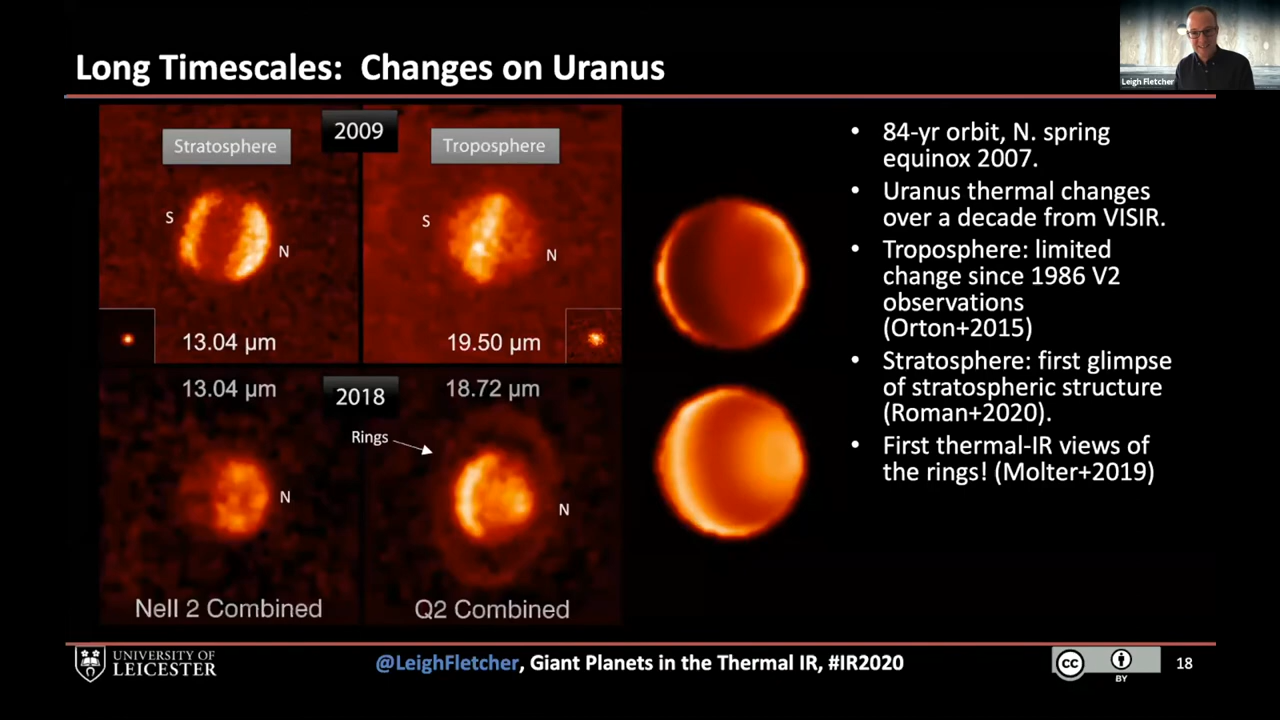 Long Timescales:  Changes on Uranus
Leigh Fletcher
2009
Stratosphere
Troposphere
S
N
S
N
13.04 µm
19.50 µm
13.04 µm
2018
18.72 µm
Rings
N
N
NeII 2 Combined
Q2 Combined
• 84-yr orbit, N. spring
equinox 2007.
• Uranus thermal changes
over a decade from VISIR.
• Troposphere: limited
change since 1986 V2
observations
(Orton+2015)
• Stratosphere: first glimpse
of stratospheric structure
(Roman+2020).
• First thermal-IR views of
the rings! (Molter+2019)
UNIVERSITY OF
LEICESTER
@LeighFletcher, Giant Planets in the Thermal IR, #IR2020
cc
BY
18